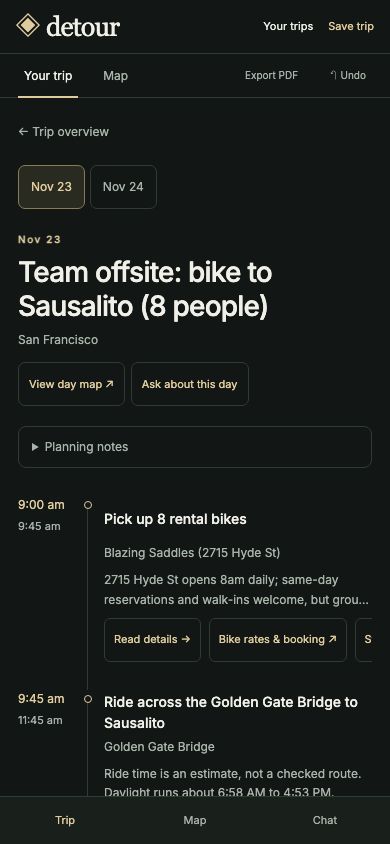 detour
Your trips
Save trip
Your trip
Map
Export PDF
Undo
← Trip overview
Nov 23
Nov 24
Nov 23
Team offsite: bike to
Sausalito (8 people)
San Francisco
View day map ↗
Ask about this day
▶ Planning notes
9:00 am
9:45 am
Pick up 8 rental bikes
Blazing Saddles (2715 Hyde St)
2715 Hyde St opens 8am daily; same-day
reservations and walk-ins welcome, but grou...
Read details →
Bike rates & booking ↗
S
9:45 am
11:45 am
Ride across the Golden Gate Bridge to
Sausalito
Golden Gate Bridge
Ride time is an estimate, not a checked route.
Daylight runs about 6:58 AM to 4:53 PM.
Trip
Map
Chat